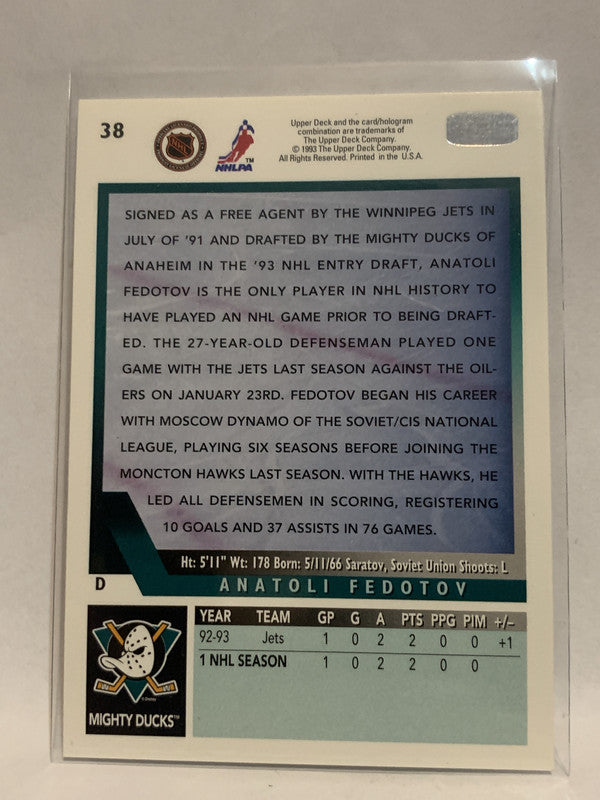 38
NHL
NHLPA™
Upper Deck and the card/hologram
combination are trademarks of
The Upper Deck Company.
© 1993 The Upper Deck Company.
All Rights Reserved. Printed in the U.S.A.
SIGNED AS A FREE AGENT BY THE WINNIPEG JETS IN
JULY OF '91 AND DRAFTED BY THE MIGHTY DUCKS OF
ANAHEIM IN THE '93 NHL ENTRY DRAFT, ANATOLI
FEDOTOV IS THE ONLY PLAYER IN NHL HISTORY TO
HAVE PLAYED AN NHL GAME PRIOR TO BEING DRAFT-
ED. THE 27-YEAR-OLD DEFENSEMAN PLAYED ONE
GAME WITH THE JETS LAST SEASON AGAINST THE OIL-
ERS ON JANUARY 23RD. FEDOTOV BEGAN HIS CAREER
WITH MOSCOW DYNAMO OF THE SOVIET/CIS NATIONAL
LEAGUE, PLAYING SIX SEASONS BEFORE JOINING THE
MONCTON HAWKS LAST SEASON. WITH THE HAWKS, HE
LED ALL DEFENSEMEN IN SCORING, REGISTERING
10 GOALS AND 37 ASSISTS IN 76 GAMES.
Ht: 5'11" Wt: 178 Born: 5/11/66 Saratov, Soviet Union Shoots: L
D ANATOLI FEDOTOV
YEAR TEAM GP G A PTS PPG PIM +/–
92-93 Jets 1 0 2 2 0 0 +1
1 NHL SEASON 1 0 2 2 0 0
MIGHTY DUCKS™